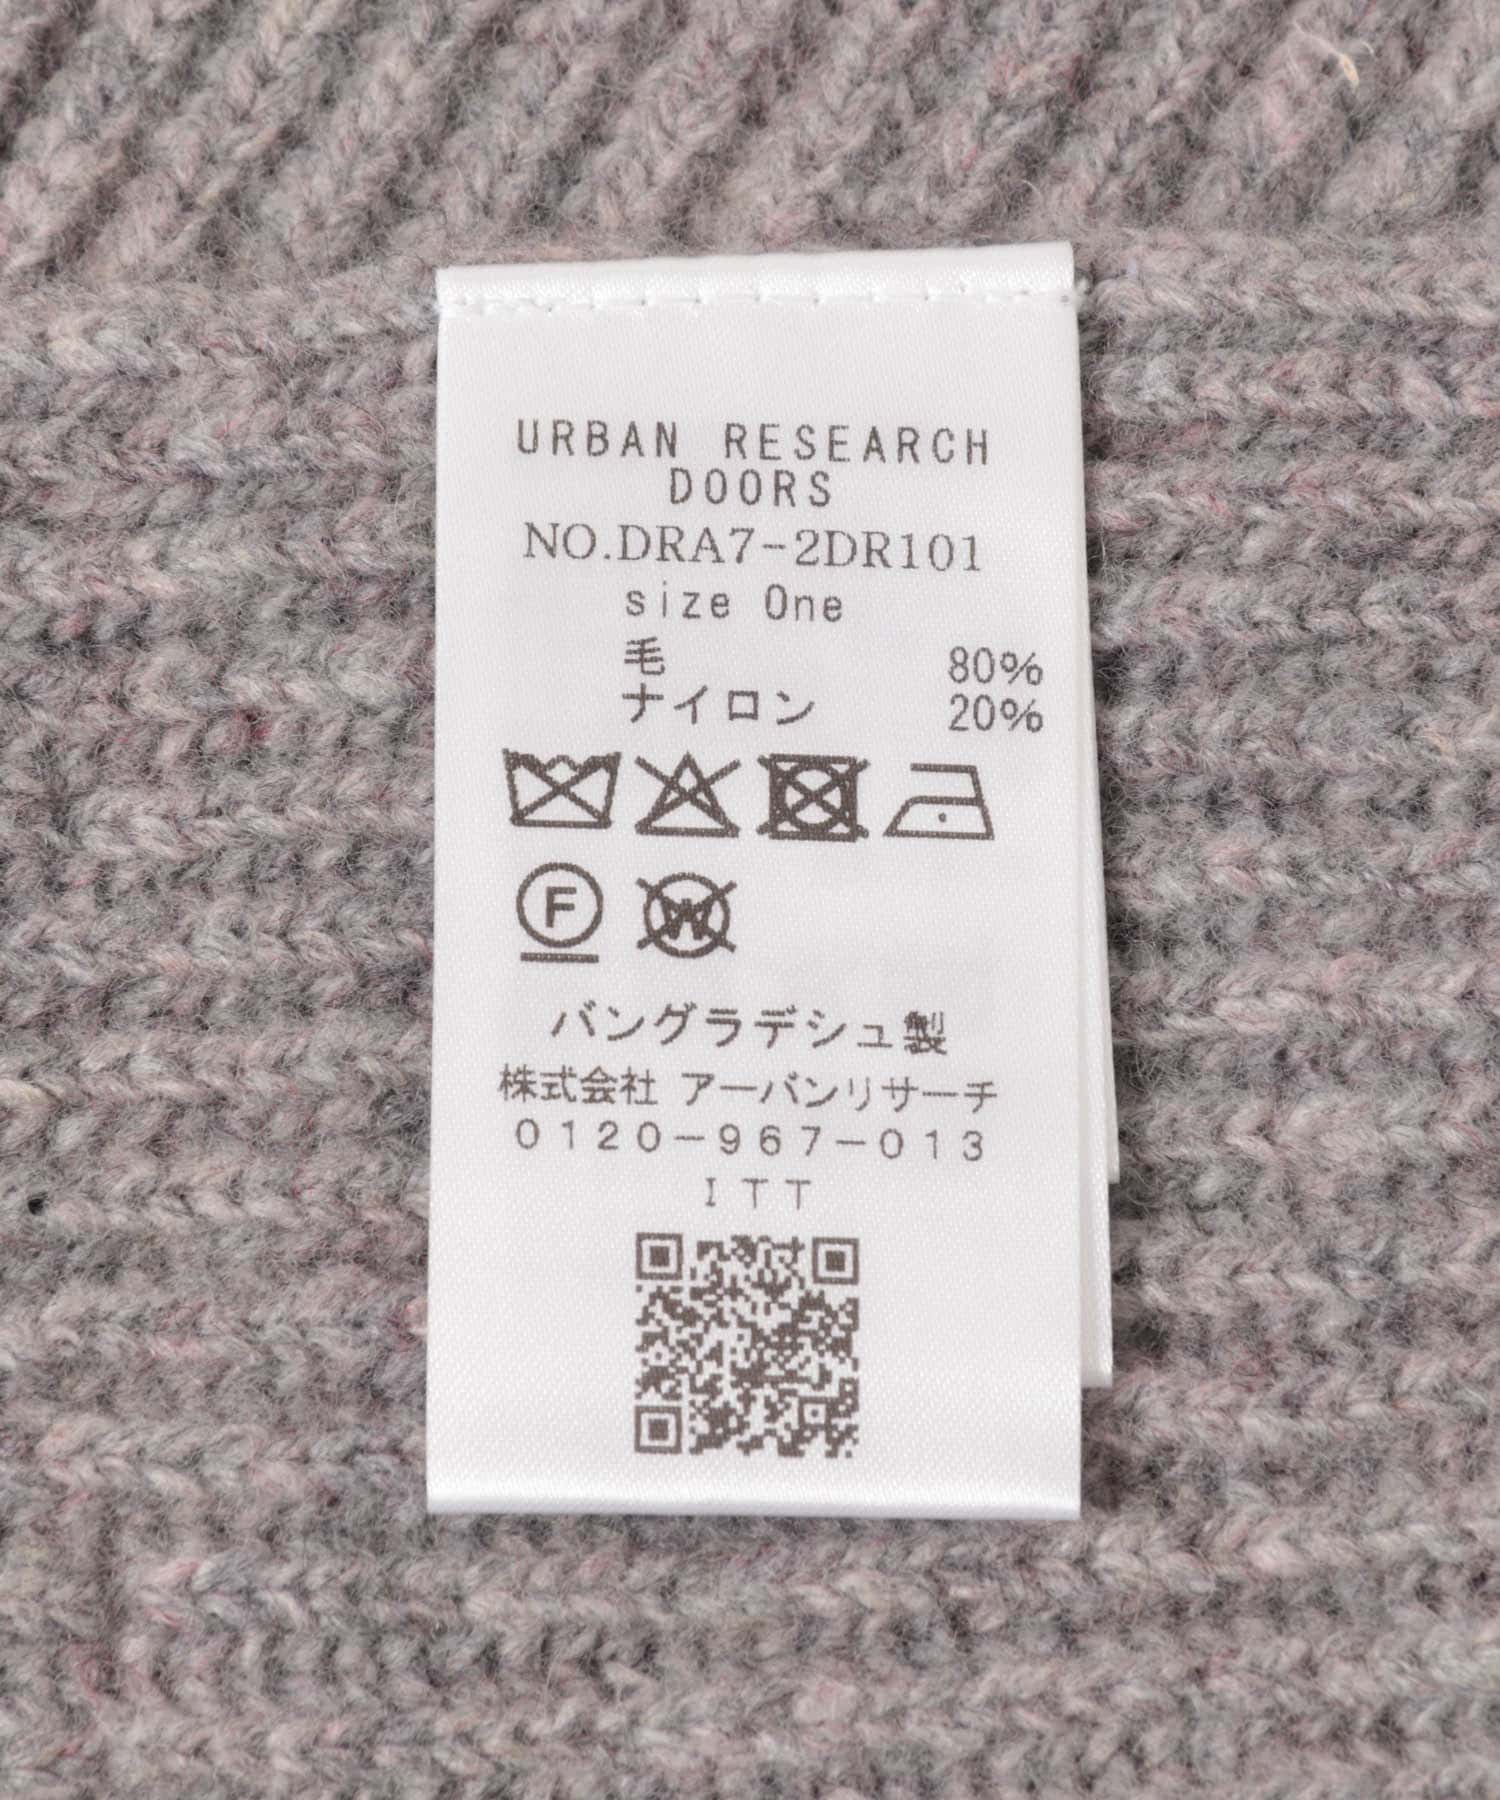 URBAN RESEARCH
DOORS
NO.DRA7-2DR101
size One
毛 80%
ナイロン 20%
F W
バングラデシュ製
株式会社 アーバンリサーチ
0120-967-013
ITT